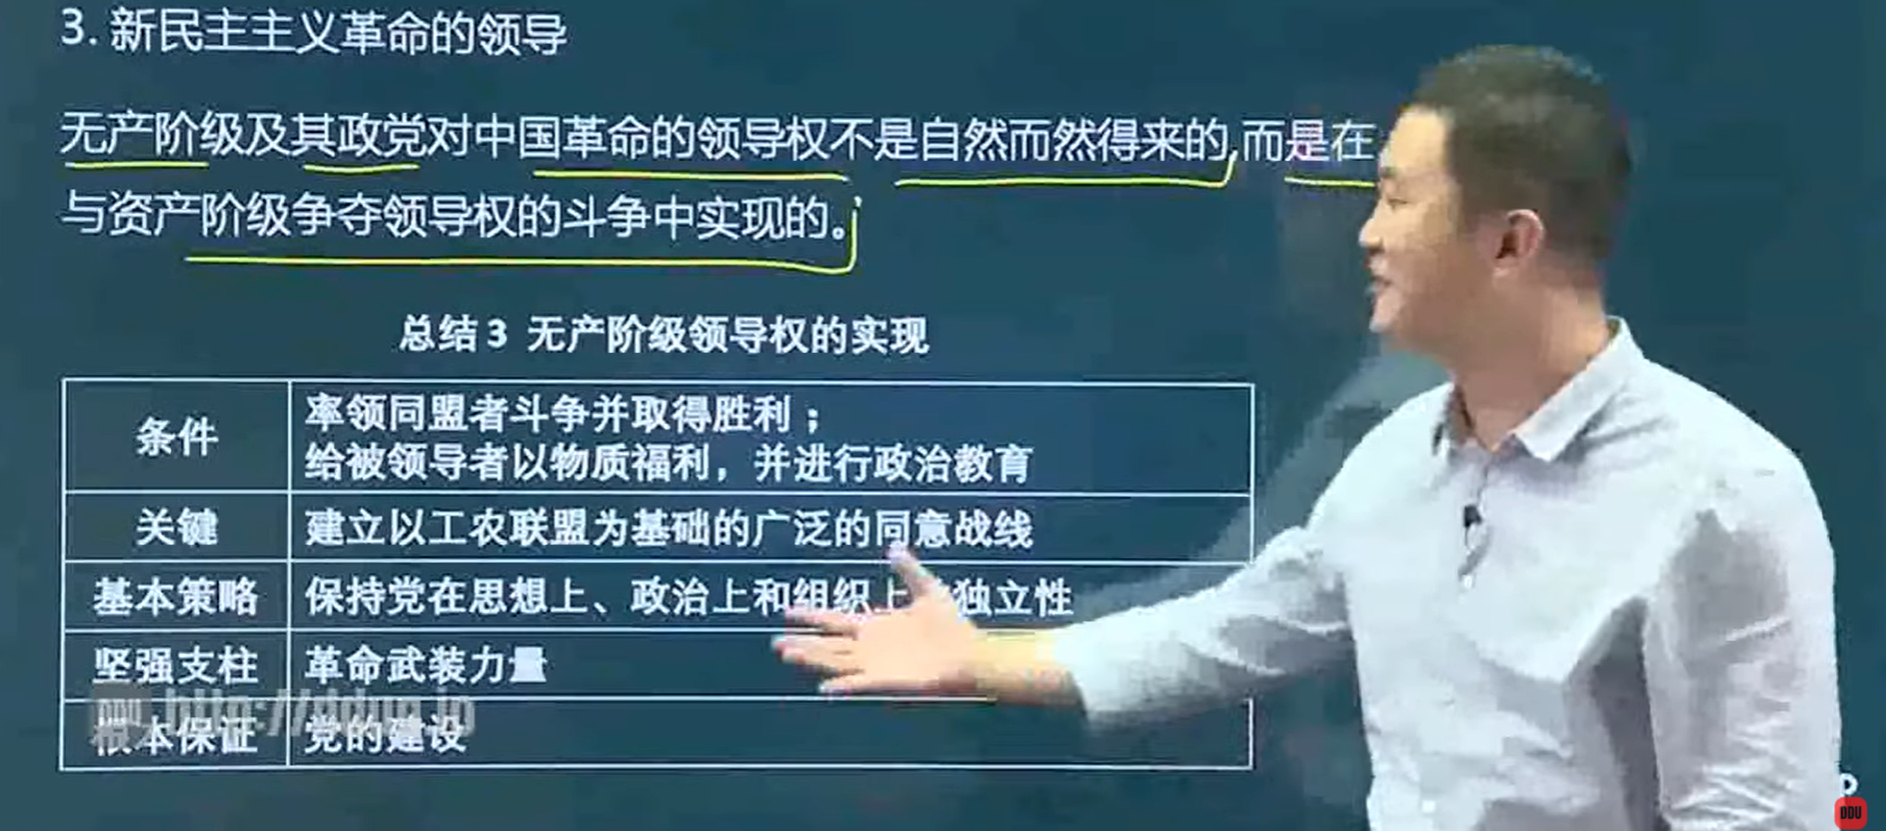 3. 新民主主义革命的领导
无产阶级及其政党对中国革命的领导权不是自然而然得来的，而是在
与资产阶级争夺领导权的斗争中实现的。
总结3 无产阶级领导权的实现
条件
率领同盟者斗争并取得胜利；
给被领导者以物质福利，并进行政治教育
关键
建立以工农联盟为基础的广泛的同意战线
基本策略
保持党在思想上、政治上和组织上 独立性
坚强支柱
革命武装力量
根本保证
党的建设
DDU